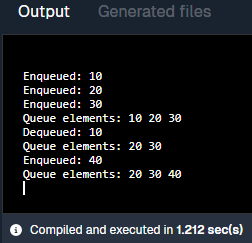 Output Generated files
Enqueued: 10
Enqueued: 20
Enqueued: 30
Queue elements: 10 20 30
Dequeued: 10
Queue elements: 20 30
Enqueued: 40
Queue elements: 20 30 40
Compiled and executed in 1.212 sec(s)